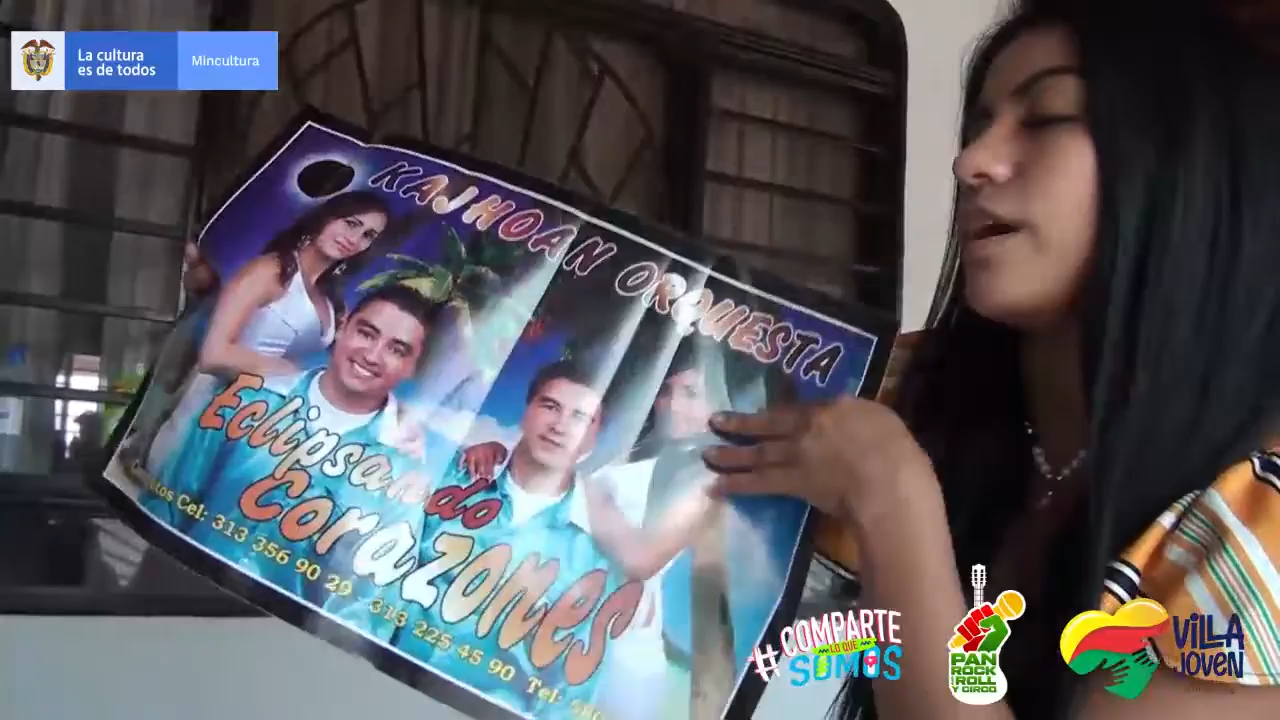 La cultura
es de todos
Mincultura
KAJHOAN ORQUESTA
Eclipsando
Corazones
Cel: 313 356 90 29 313 225 45 90 Tel:
#COMPARTE
LO QUE
SOMOS
PAN
ROCK
ROLL
Y CIRCO
VILLA
JOVEN